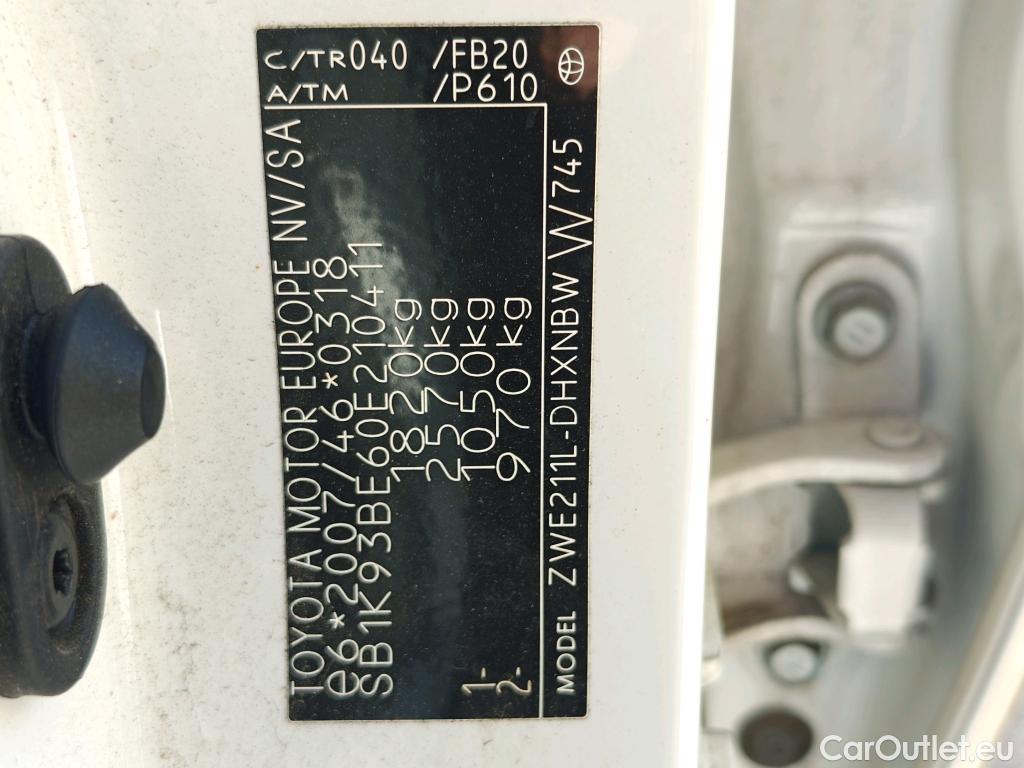 TOYOTA MOTOR EUROPE NV/SA
e6*2007/46*0318
SB1K93BE60E210411
1820kg
2570kg
1- 1050kg
2- 970kg
MODEL ZWE211L-DHXNBW W745
C/TR040 /FB20
A/TM /P610
CarOutlet.eu